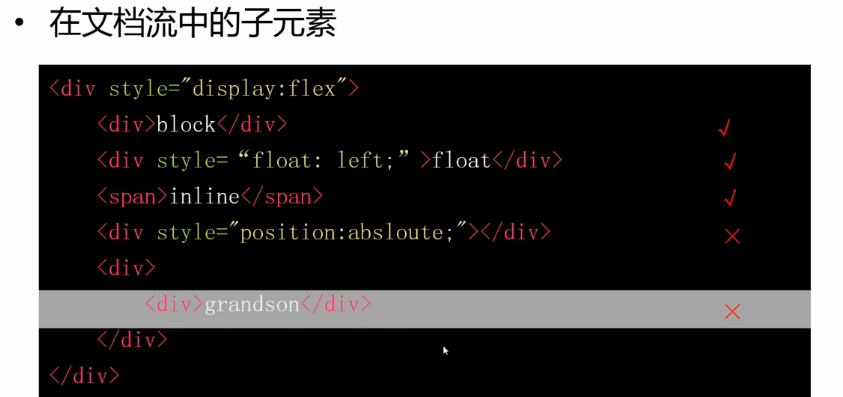 • 在文档流中的子元素
<div style="display:flex">
<div>block</div> √
<div style=“float: left;”>float</div> √
<span>inline</span> √
<div style="position:absloute;"></div> ×
<div>
<div>grandson</div> ×
</div>
</div>